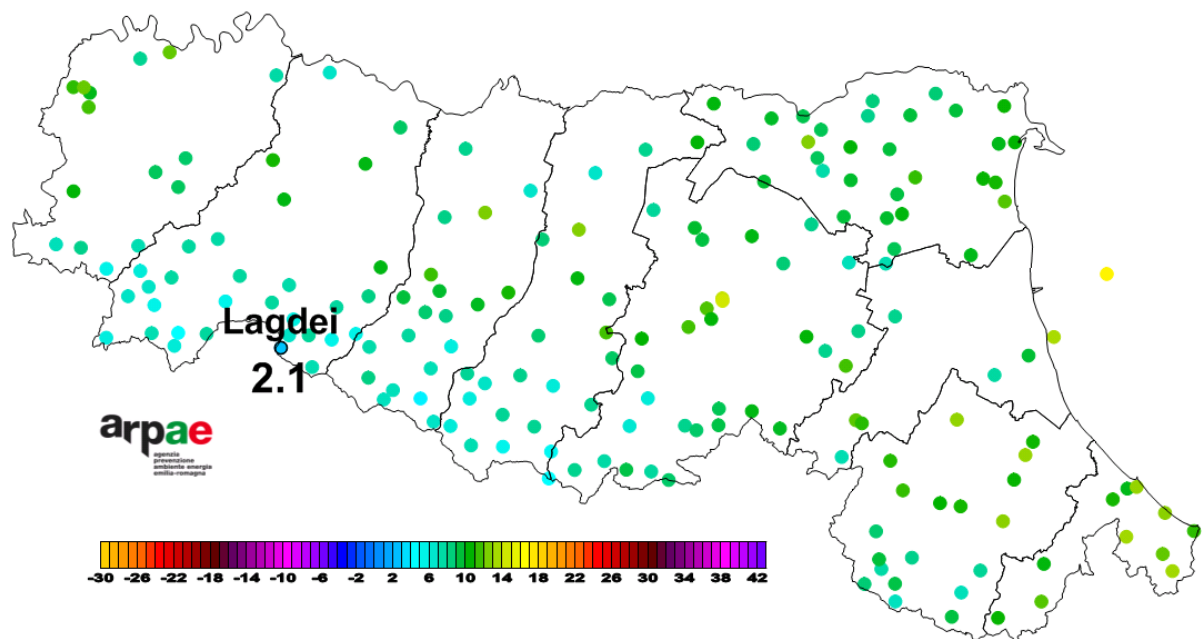 Lagdei
2.1
arpae
agenzia
prevenzione
ambiente energia
emilia-romagna
-30 -26 -22 -18 -14 -10 -6 -2 2 6 10 14 18 22 26 30 34 38 42